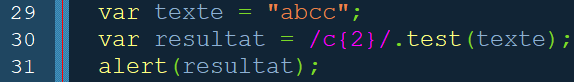 29 var texte = "abcc";
30 var resultat = /c{2}/.test(texte);
31 alert(resultat);